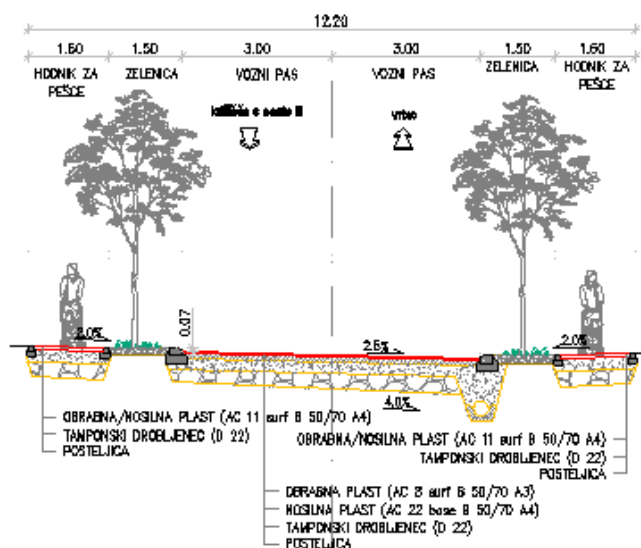 12.20
1.60 1.50 3.00 3.00 1.50 1.60
HODNIK ZA PEŠCE ZELENICA VOZNI PAS VOZNI PAS ZELENICA HODNIK ZA PEŠCE
vrtec
2.0% 0.07 2.5% 2.0%
4.0%
OBRABNA/NOSILNA PLAST (AC 11 surf B 50/70 A4)
TAMPONSKI DROBLJENEC (D 22)
POSTELJICA
OBRABNA/NOSILNA PLAST (AC 11 surf B 50/70 A4)
TAMPONSKI DROBLJENEC (D 22)
POSTELJICA
OBRABNA PLAST (AC 8 surf B 50/70 A3)
NOSILNA PLAST (AC 22 base B 50/70 A4)
TAMPONSKI DROBLJENEC (D 22)
POSTELJICA